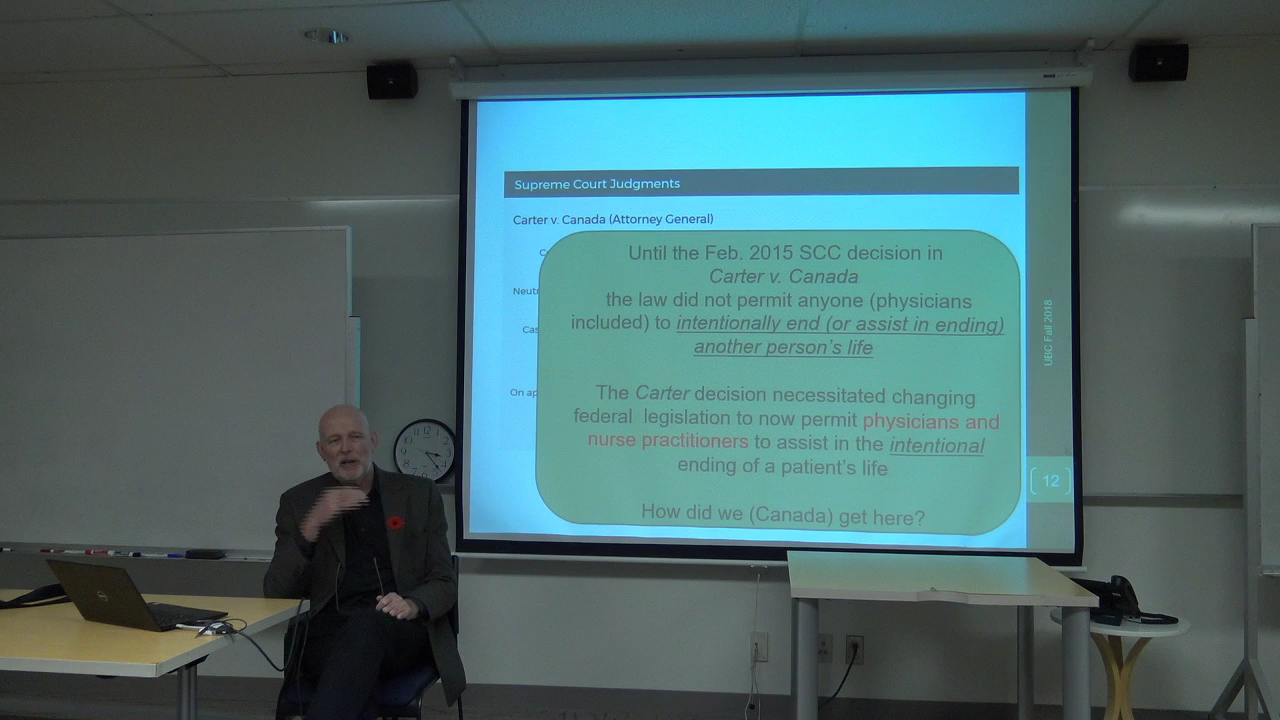 Supreme Court Judgments
Carter v. Canada (Attorney General)
Until the Feb. 2015 SCC decision in
Carter v. Canada
the law did not permit anyone (physicians
included) to intentionally end (or assist in ending)
another person's life
The Carter decision necessitated changing
federal legislation to now permit physicians and
nurse practitioners to assist in the intentional
ending of a patient's life
How did we (Canada) get here?
On ap
UBC Fall 2018
12